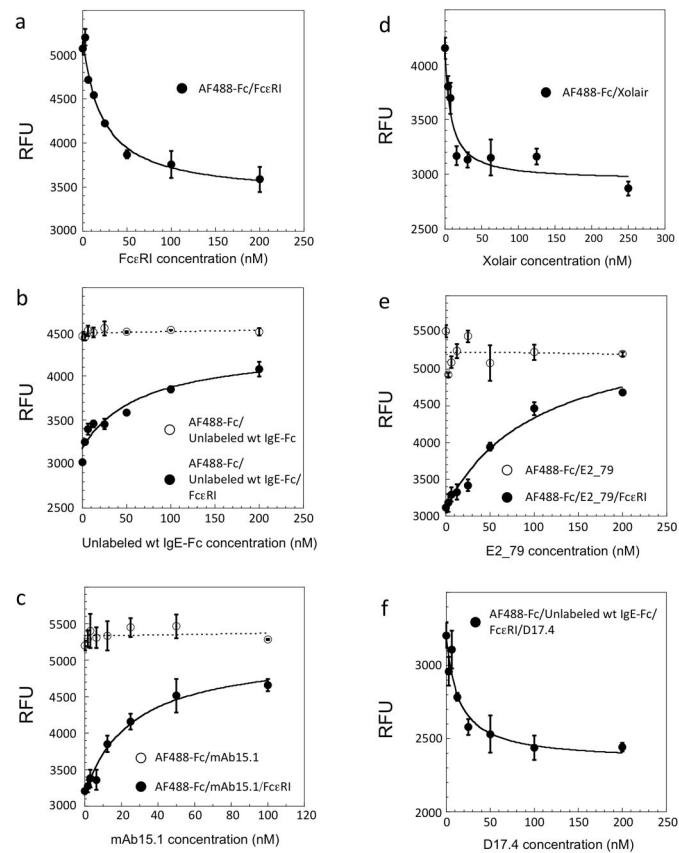 a
5000
4500
4000
3500
3000
RFU
0 50 100 150 200 250
FcεRI concentration (nM)
AF488-Fc/FcεRI
b
4500
4000
3500
3000
2500
RFU
0 50 100 150 200 250
Unlabeled wt IgE-Fc concentration (nM)
AF488-Fc/
Unlabeled wt IgE-Fc
AF488-Fc/
Unlabeled wt IgE-Fc/
FcεRI
c
5500
5000
4500
4000
3500
3000
RFU
0 20 40 60 80 100 120
mAb15.1 concentration (nM)
AF488-Fc/mAb15.1
AF488-Fc/mAb15.1/FcεRI
d
4000
3500
3000
2500
RFU
0 50 100 150 200 250 300
Xolair concentration (nM)
AF488-Fc/Xolair
e
5500
5000
4500
4000
3500
3000
RFU
0 50 100 150 200 250
E2_79 concentration (nM)
AF488-Fc/E2_79
AF488-Fc/E2_79/FcεRI
f
3000
2500
2000
RFU
0 50 100 150 200 250
D17.4 concentration (nM)
AF488-Fc/Unlabeled wt IgE-Fc/
FcεRI/D17.4